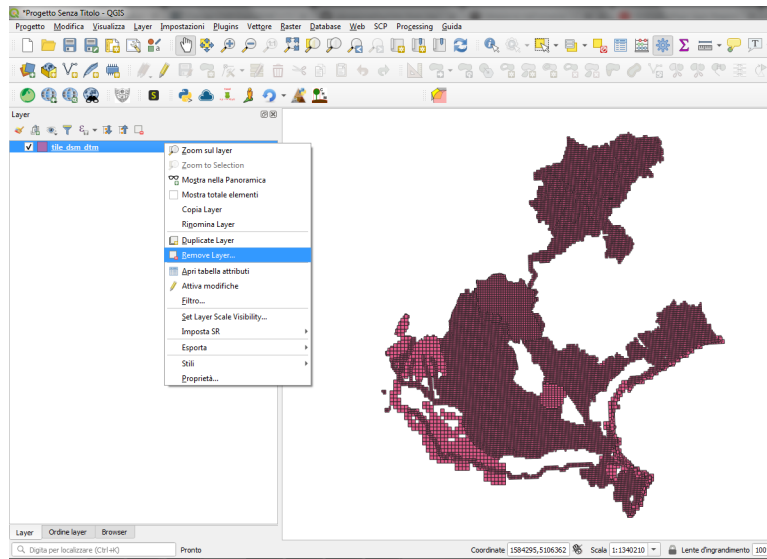 *Progetto Senza Titolo - QGIS
Progetto Modifica Visualizza Layer Impostazioni Plugins Vettore Raster Database Web SCP Processing Guida
Layer
tile_dsm_dtm
Zoom sul layer
Zoom to Selection
Mostra nella Panoramica
Mostra totale elementi
Copia Layer
Rinomina Layer
Duplicate Layer
Remove Layer...
Apri tabella attributi
Attiva modifiche
Filtro...
Set Layer Scale Visibility...
Imposta SR
Esporta
Stili
Proprietà...
Layer Ordine layer Browser
Digita per localizzare (Ctrl+K) Pronto Coordinate 1584295,5106362 Scala 1:1340210 Lente d'ingrandimento 100